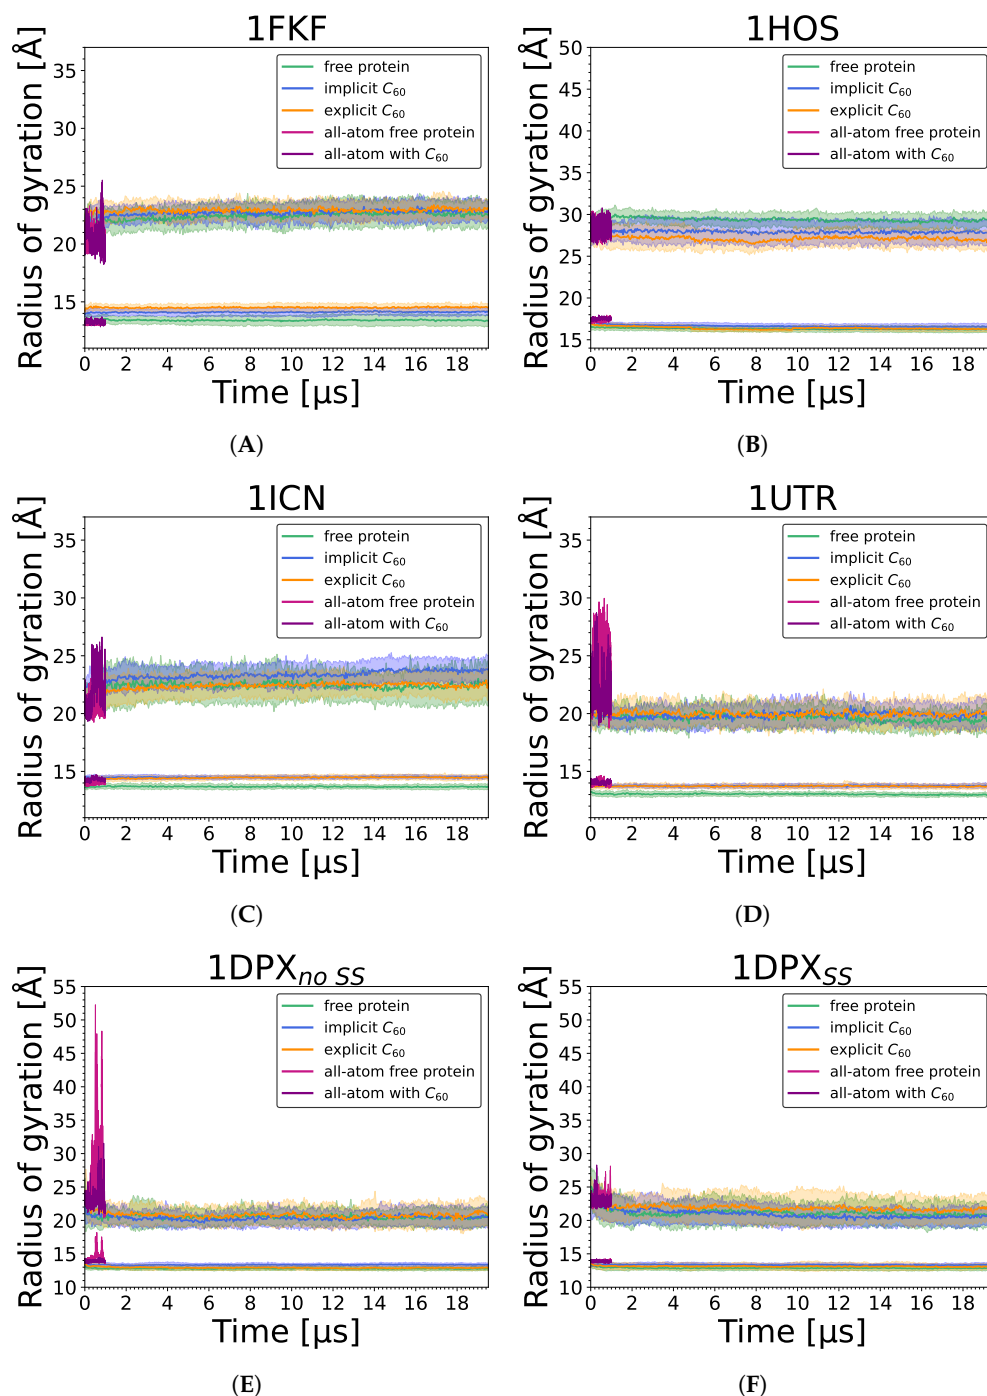 1FKF
Radius of gyration [Å]
35
30
25
20
15
free protein
implicit C60
explicit C60
all-atom free protein
all-atom with C60
0 2 4 6 8 10 12 14 16 18
Time [µs]
(A)
1HOS
Radius of gyration [Å]
50
45
40
35
30
25
20
15
free protein
implicit C60
explicit C60
all-atom free protein
all-atom with C60
0 2 4 6 8 10 12 14 16 18
Time [µs]
(B)
1ICN
Radius of gyration [Å]
35
30
25
20
15
free protein
implicit C60
explicit C60
all-atom free protein
all-atom with C60
0 2 4 6 8 10 12 14 16 18
Time [µs]
(C)
1UTR
Radius of gyration [Å]
35
30
25
20
15
free protein
implicit C60
explicit C60
all-atom free protein
all-atom with C60
0 2 4 6 8 10 12 14 16 18
Time [µs]
(D)
1DPXno SS
Radius of gyration [Å]
55
50
45
40
35
30
25
20
15
10
free protein
implicit C60
explicit C60
all-atom free protein
all-atom with C60
0 2 4 6 8 10 12 14 16 18
Time [µs]
(E)
1DPXSS
Radius of gyration [Å]
55
50
45
40
35
30
25
20
15
10
free protein
implicit C60
explicit C60
all-atom free protein
all-atom with C60
0 2 4 6 8 10 12 14 16 18
Time [µs]
(F)